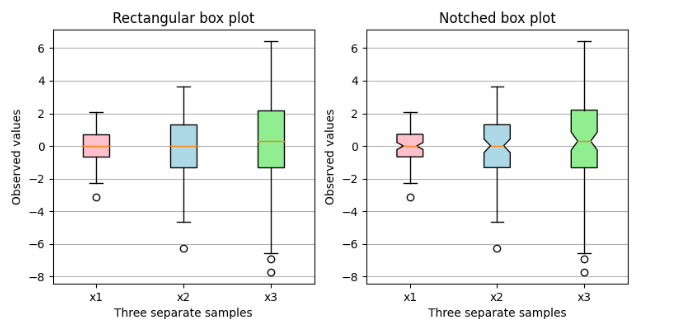 Rectangular box plot
Observed values
6
4
2
0
−2
−4
−6
−8
x1 x2 x3
Three separate samples
Notched box plot
Observed values
6
4
2
0
−2
−4
−6
−8
x1 x2 x3
Three separate samples